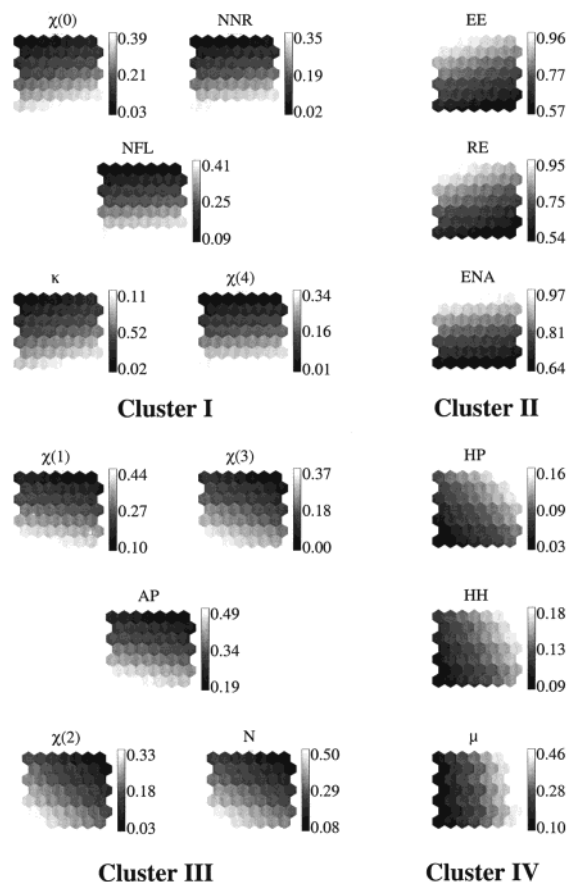 χ(0) NNR EE
0.39 0.35 0.96
0.21 0.19 0.77
0.03 0.02 0.57
NFL RE
0.41 0.95
0.25 0.75
0.09 0.54
κ χ(4) ENA
0.11 0.34 0.97
0.52 0.16 0.81
0.02 0.01 0.64
Cluster I Cluster II
χ(1) χ(3) HP
0.44 0.37 0.16
0.27 0.18 0.09
0.10 0.00 0.03
AP HH
0.49 0.18
0.34 0.13
0.19 0.09
χ(2) N μ
0.33 0.50 0.46
0.18 0.29 0.28
0.03 0.08 0.10
Cluster III Cluster IV